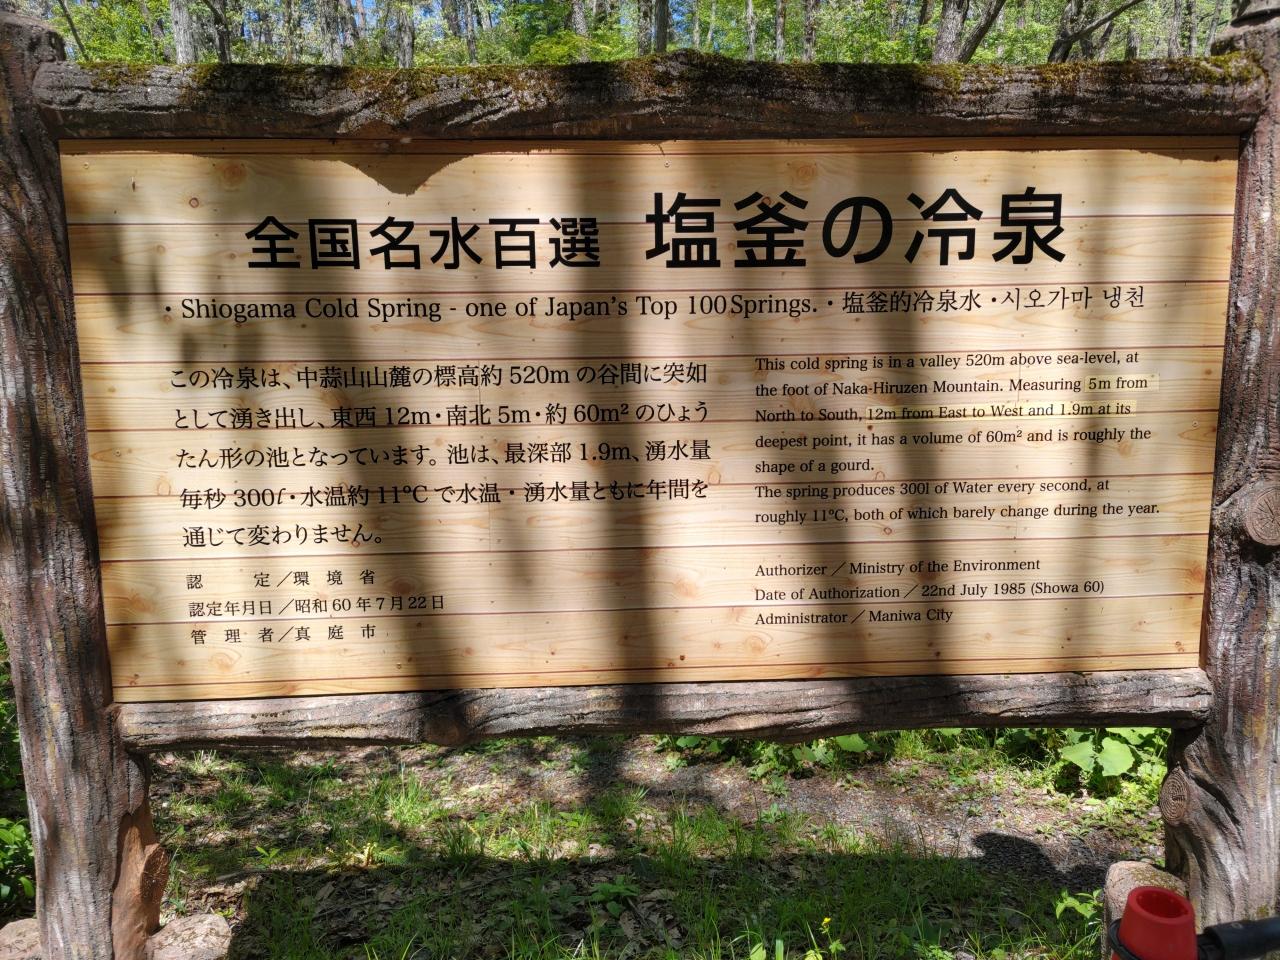 全国名水百選 塩釜の冷泉
・Shiogama Cold Spring - one of Japan's Top 100 Springs.・塩釜的冷泉水・시오가마 냉천
この冷泉は、中蒜山山麓の標高約 520m の谷間に突如
として湧き出し、東西 12m・南北 5m・約 60m² のひょう
たん形の池となっています。池は、最深部 1.9m、湧水量
毎秒 300ℓ・水温約 11℃ で水温・湧水量ともに年間を
通じて変わりません。
認 定／環 境 省
認定年月日／昭和 60 年 7 月 22 日
管 理 者／真 庭 市
This cold spring is in a valley 520m above sea-level, at
the foot of Naka-Hiruzen Mountain. Measuring 5m from
North to South, 12m from East to West and 1.9m at its
deepest point, it has a volume of 60m² and is roughly the
shape of a gourd.
The spring produces 300l of Water every second, at
roughly 11℃, both of which barely change during the year.
Authorizer／Ministry of the Environment
Date of Authorization／22nd July 1985 (Showa 60)
Administrator／Maniwa City